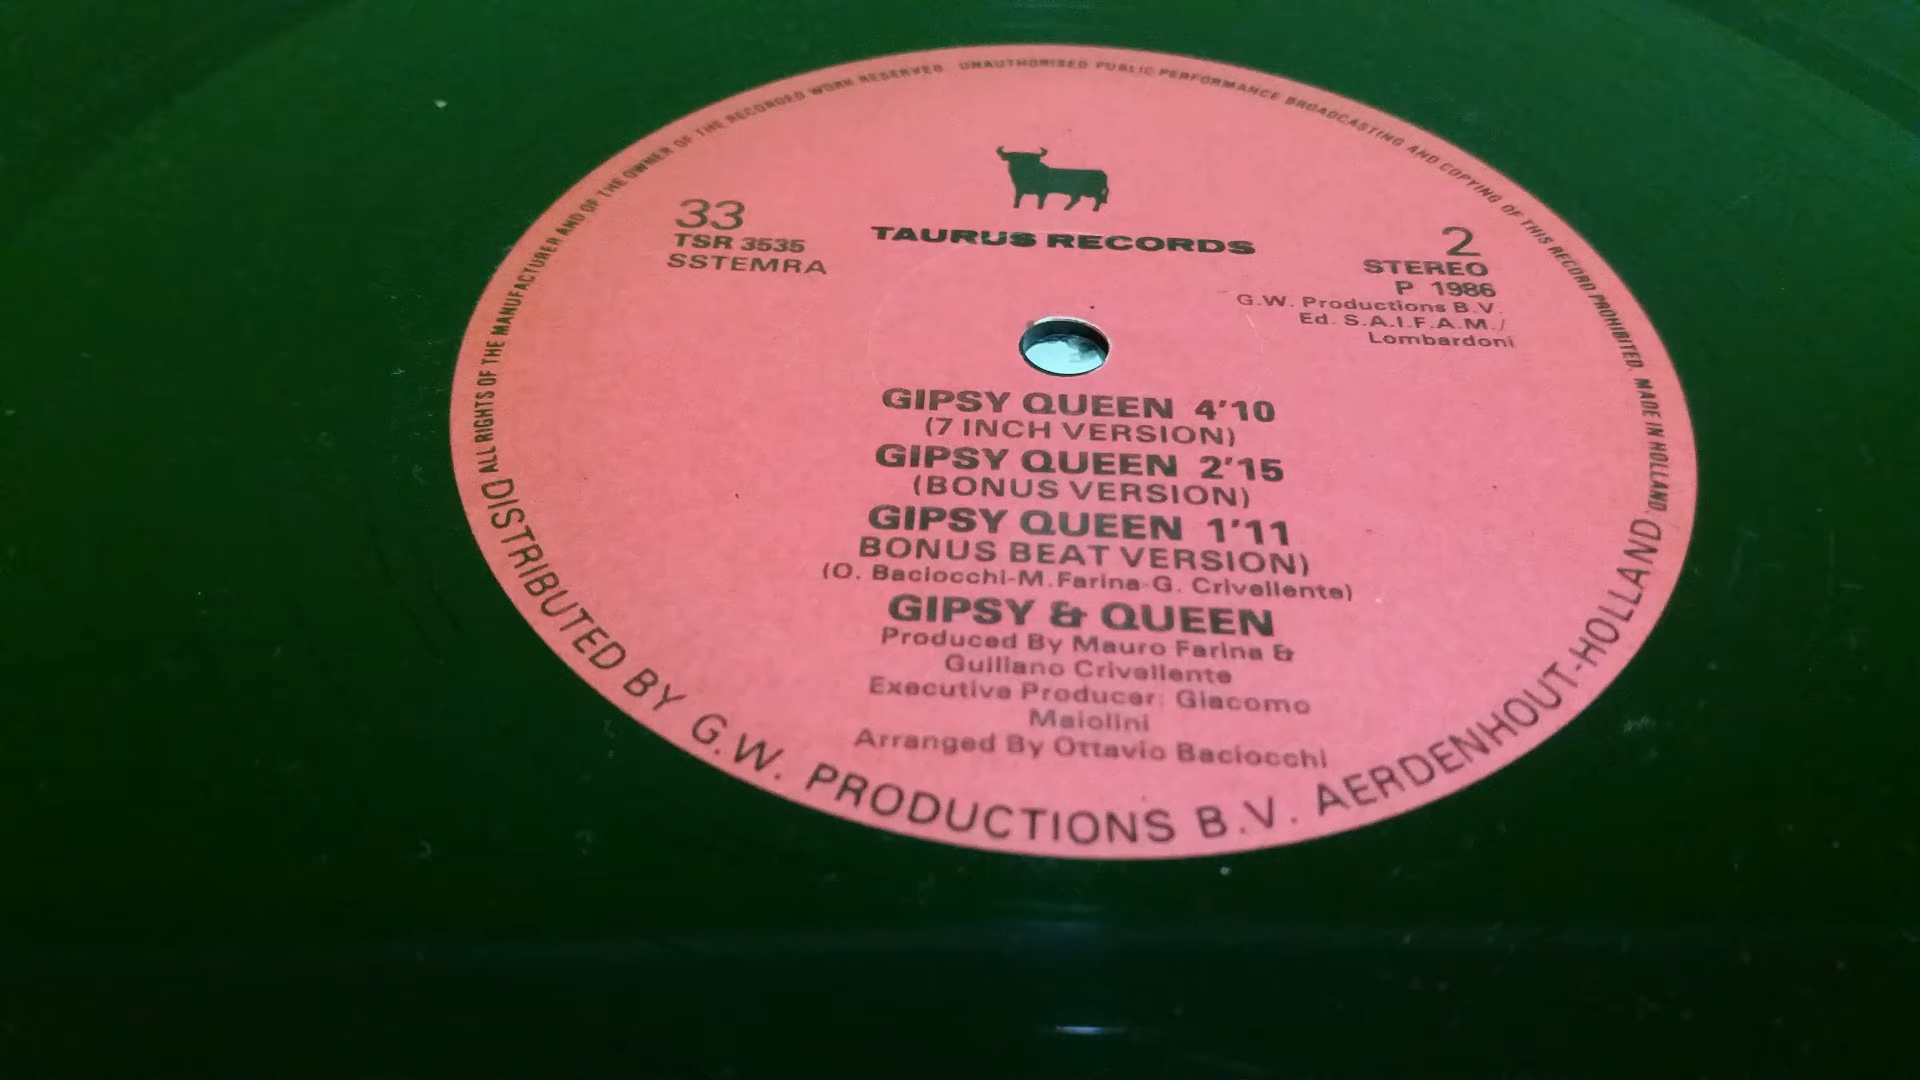 ALL RIGHTS OF THE MANUFACTURER AND OF THE OWNER OF THE RECORDED WORK RESERVED. UNAUTHORISED PUBLIC PERFORMANCE BROADCASTING AND COPYING OF THIS RECORD PROHIBITED. MADE IN HOLLAND.
TAURUS RECORDS
33
TSR 3535
SSTEMRA
2
STEREO
P 1986
G.W. Productions B.V.
Ed. S.A.I.F.A.M./
Lombardoni
GIPSY QUEEN 4'10
(7 INCH VERSION)
GIPSY QUEEN 2'15
(BONUS VERSION)
GIPSY QUEEN 1'11
BONUS BEAT VERSION)
(O. Baciocchi-M.Farina-G. Crivellente)
GIPSY & QUEEN
Produced By Mauro Farina &
Guiliano Crivellente
Executive Producer: Giacomo
Maiolini
Arranged By Ottavio Baciocchi
DISTRIBUTED BY G.W. PRODUCTIONS B.V. AERDENHOUT-HOLLAND